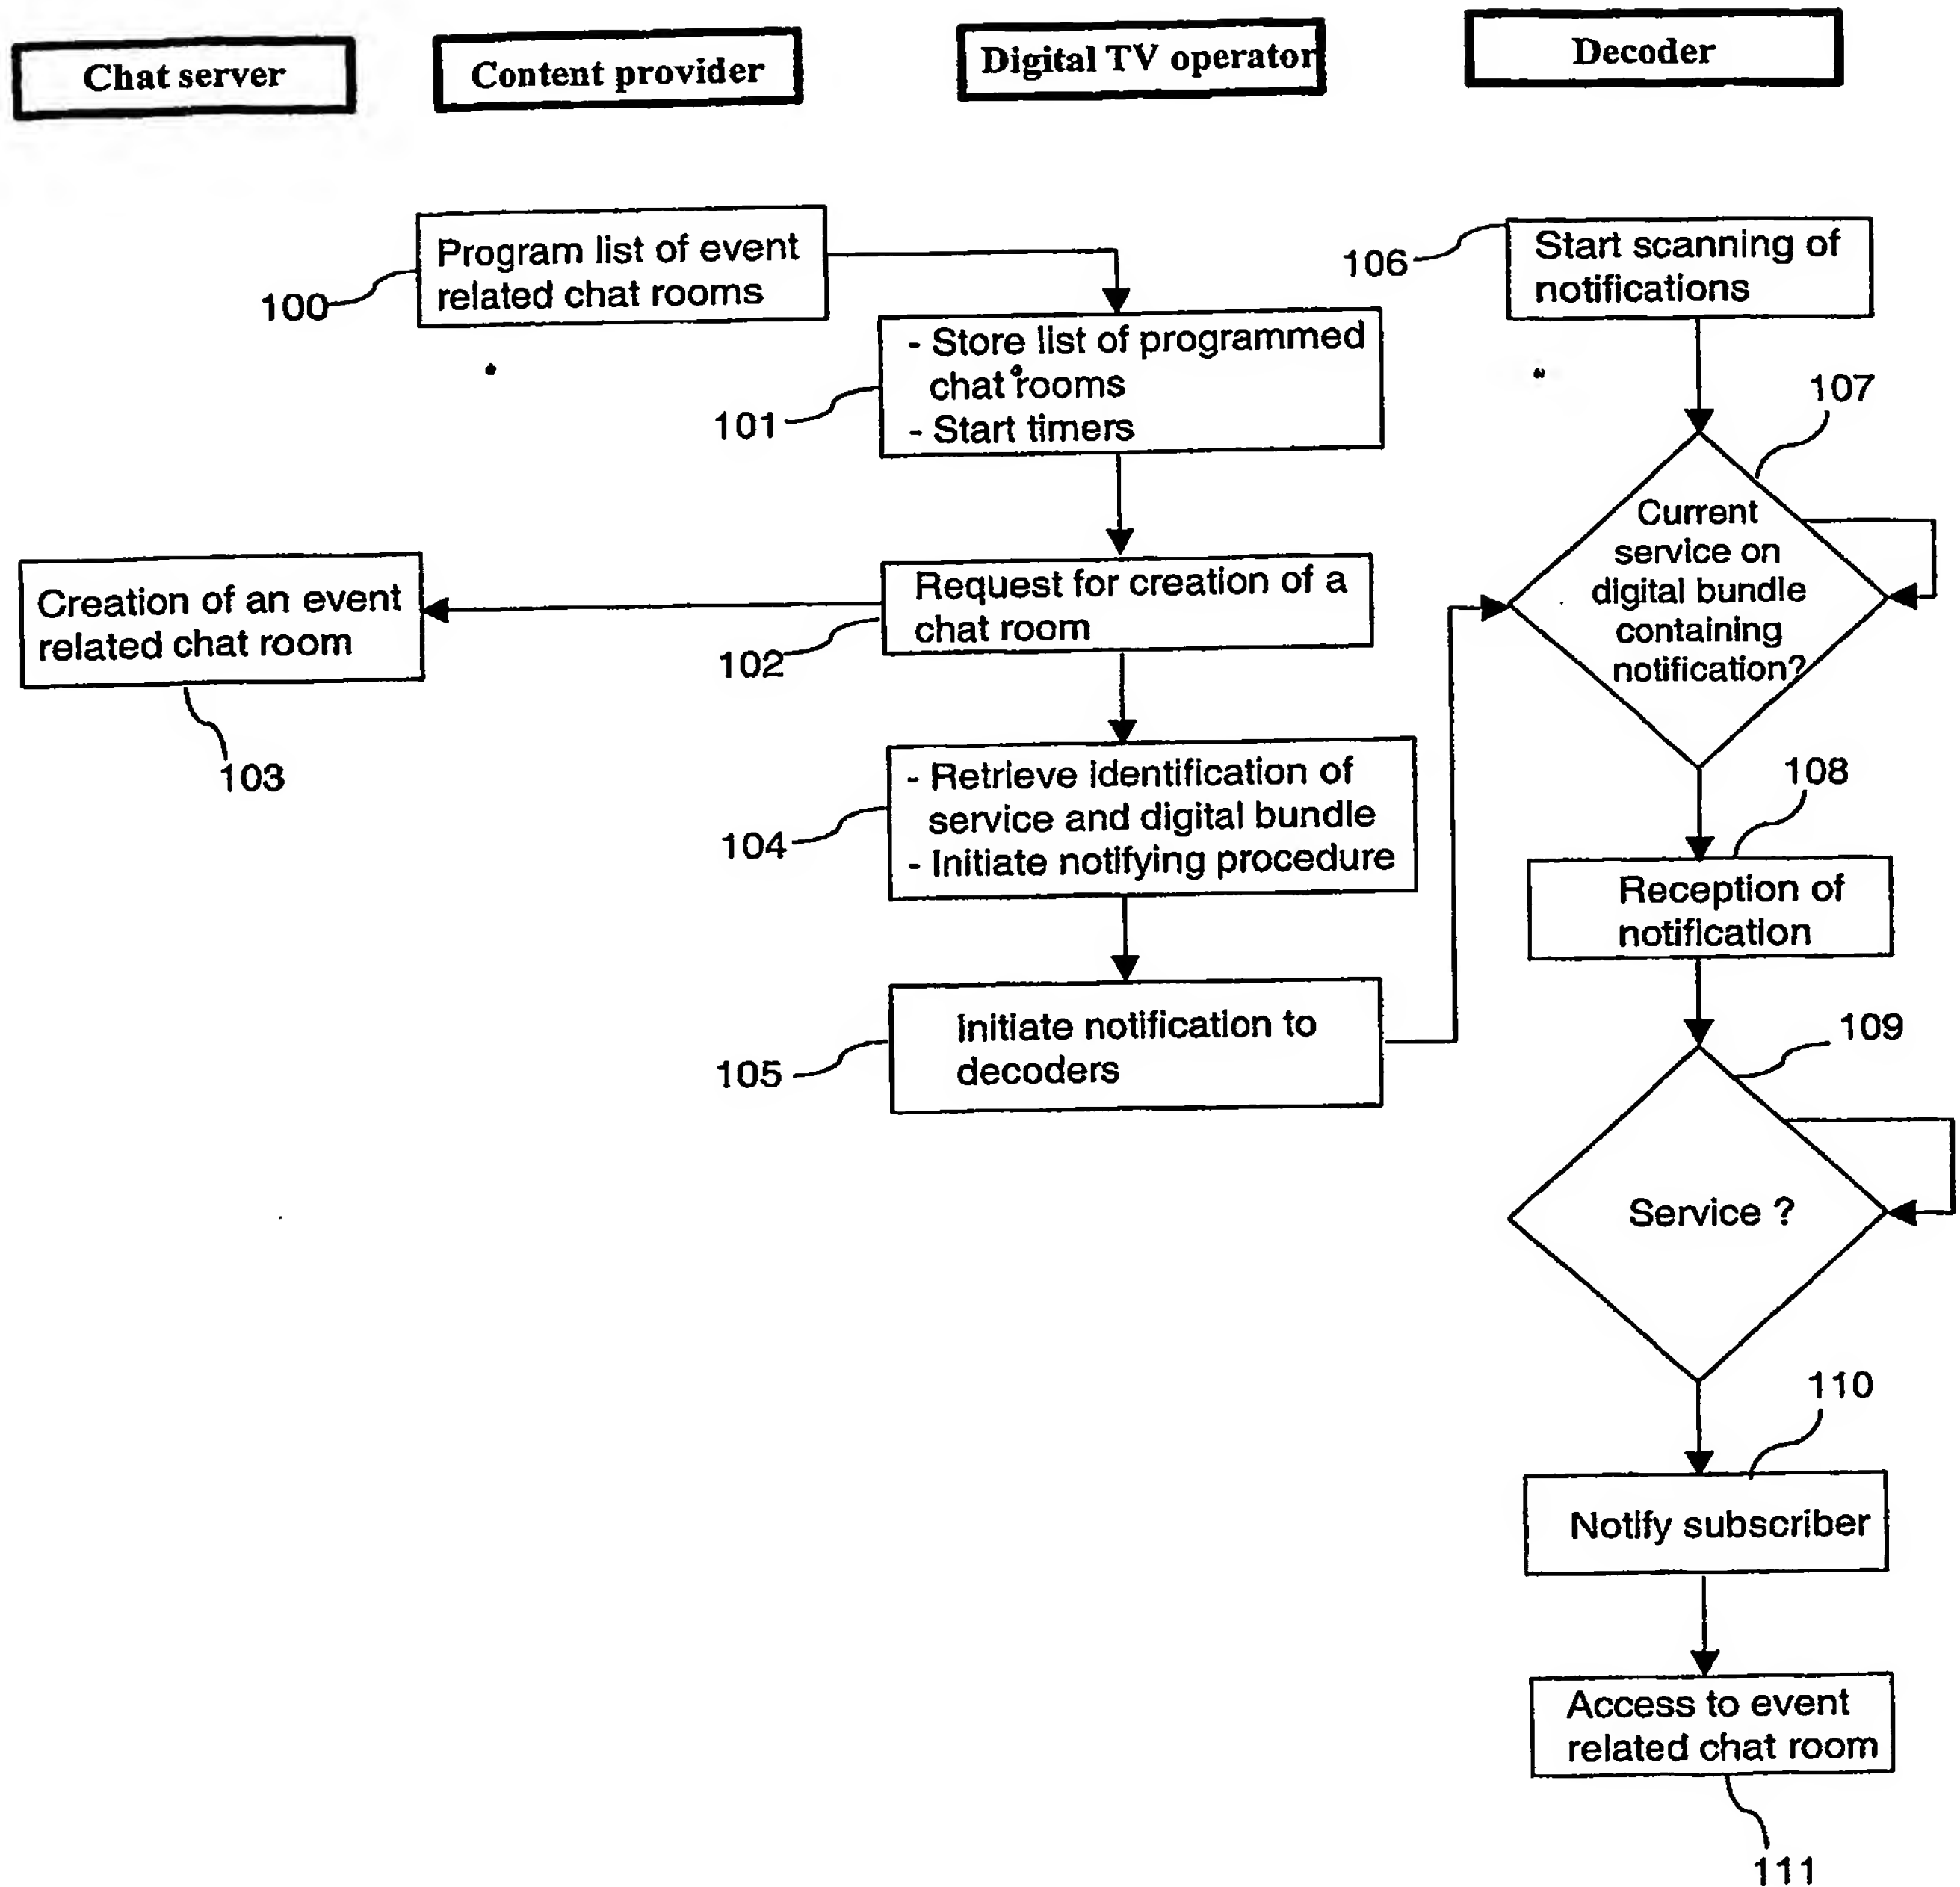 Chat server
Content provider
Digital TV operator
Decoder
Program list of event
related chat rooms
100
- Store list of programmed
chat rooms
- Start timers
101
Request for creation of a
chat room
102
Creation of an event
related chat room
103
- Retrieve identification of
service and digital bundle
- Initiate notifying procedure
104
Initiate notification to
decoders
105
Start scanning of
notifications
106
Current
service on
digital bundle
containing
notification?
107
Reception of
notification
108
Service ?
109
Notify subscriber
110
Access to event
related chat room
111